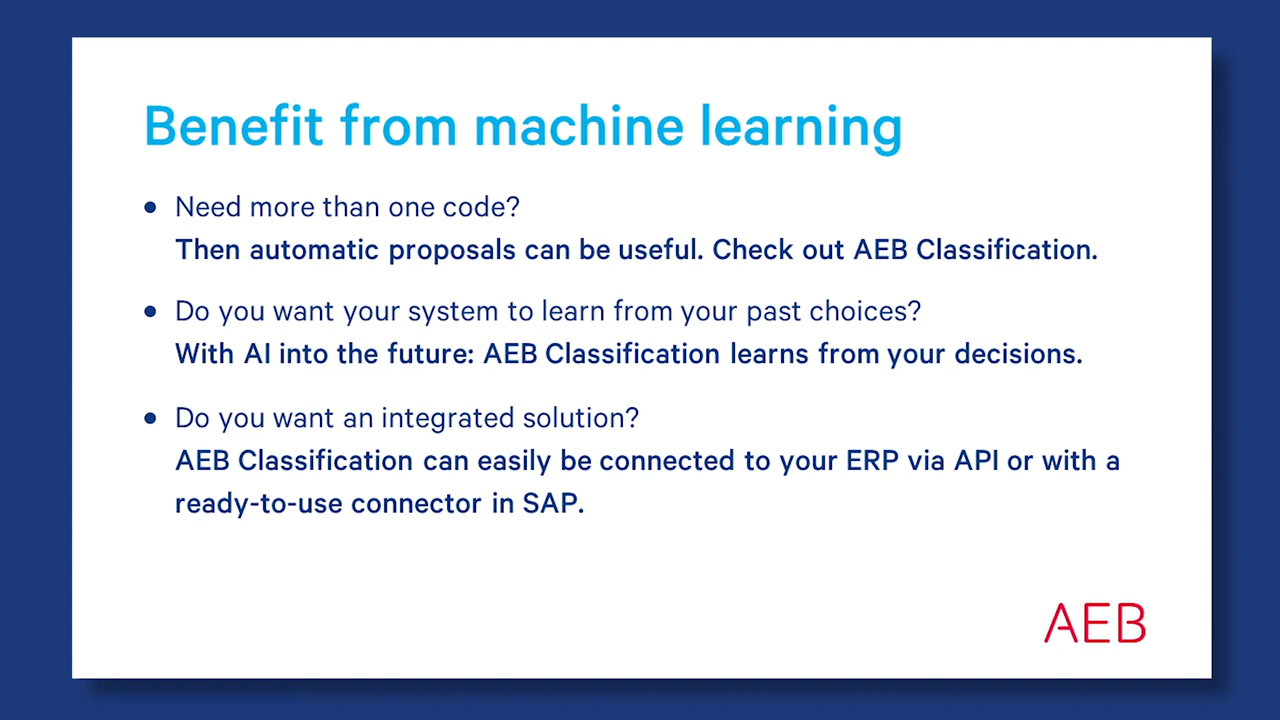 Benefit from machine learning
• Need more than one code?
Then automatic proposals can be useful. Check out AEB Classification.
• Do you want your system to learn from your past choices?
With AI into the future: AEB Classification learns from your decisions.
• Do you want an integrated solution?
AEB Classification can easily be connected to your ERP via API or with a
ready-to-use connector in SAP.
AEB